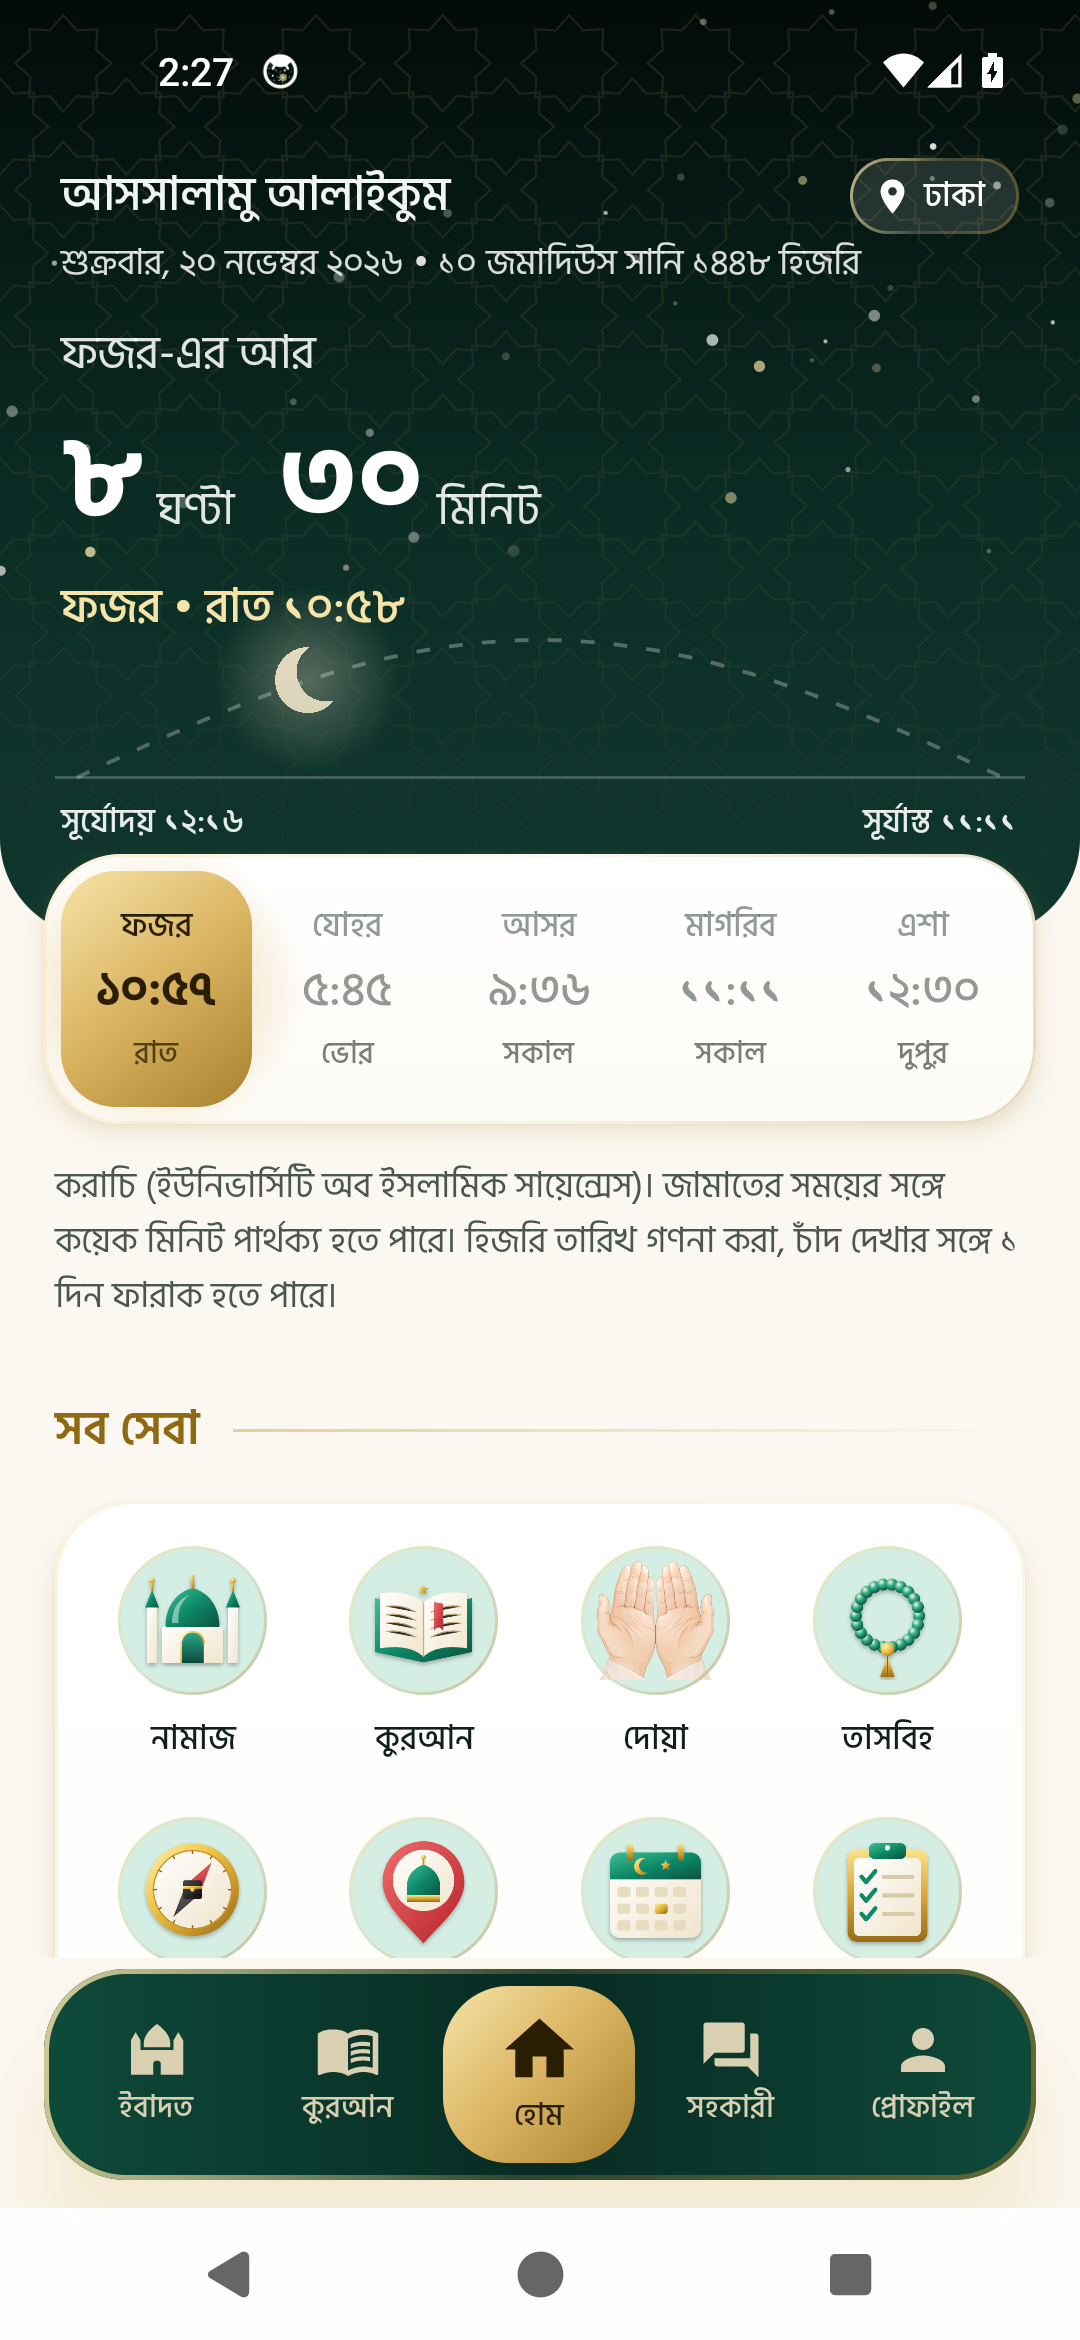 2:27
আসসালামু আলাইকুম
ঢাকা
শুক্রবার, ২০ নভেম্বর ২০২৬ • ১০ জমাদিউস সানি ১৪৪৮ হিজরি
ফজর-এর আর
৮ ঘণ্টা ৩০ মিনিট
ফজর • রাত ১০:৫৮
সূর্যোদয় ১২:১৬
সূর্যাস্ত ১১:১১
ফজর যোহর আসর মাগরিব এশা
১০:৫৭ ৫:৪৫ ৯:৩৬ ১১:১১ ১২:৩০
রাত ভোর সকাল সকাল দুপুর
করাচি (ইউনিভার্সিটি অব ইসলামিক সায়েন্সেস)। জামাতের সময়ের সঙ্গে
কয়েক মিনিট পার্থক্য হতে পারে। হিজরি তারিখ গণনা করা, চাঁদ দেখার সঙ্গে ১
দিন ফারাক হতে পারে।
সব সেবা
নামাজ কুরআন দোয়া তাসবিহ
ইবাদত কুরআন হোম সহকারী প্রোফাইল